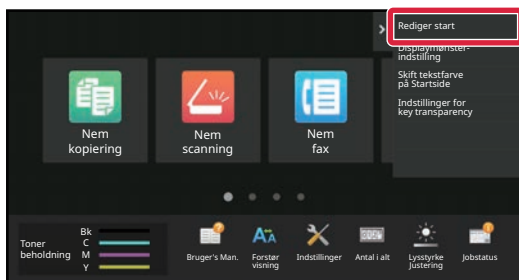 Rediger start
Displaymønster-
indstilling
Skift tekstfarve
på Startside
Indstillinger for
key transparency
Nem
kopiering
Nem
scanning
Nem
fax
Toner
beholdning
Bk
C
M
Y
Bruger's Man.
Forstør
visning
Indstillinger
Antal i alt
Lysstyrke
Justering
Jobstatus